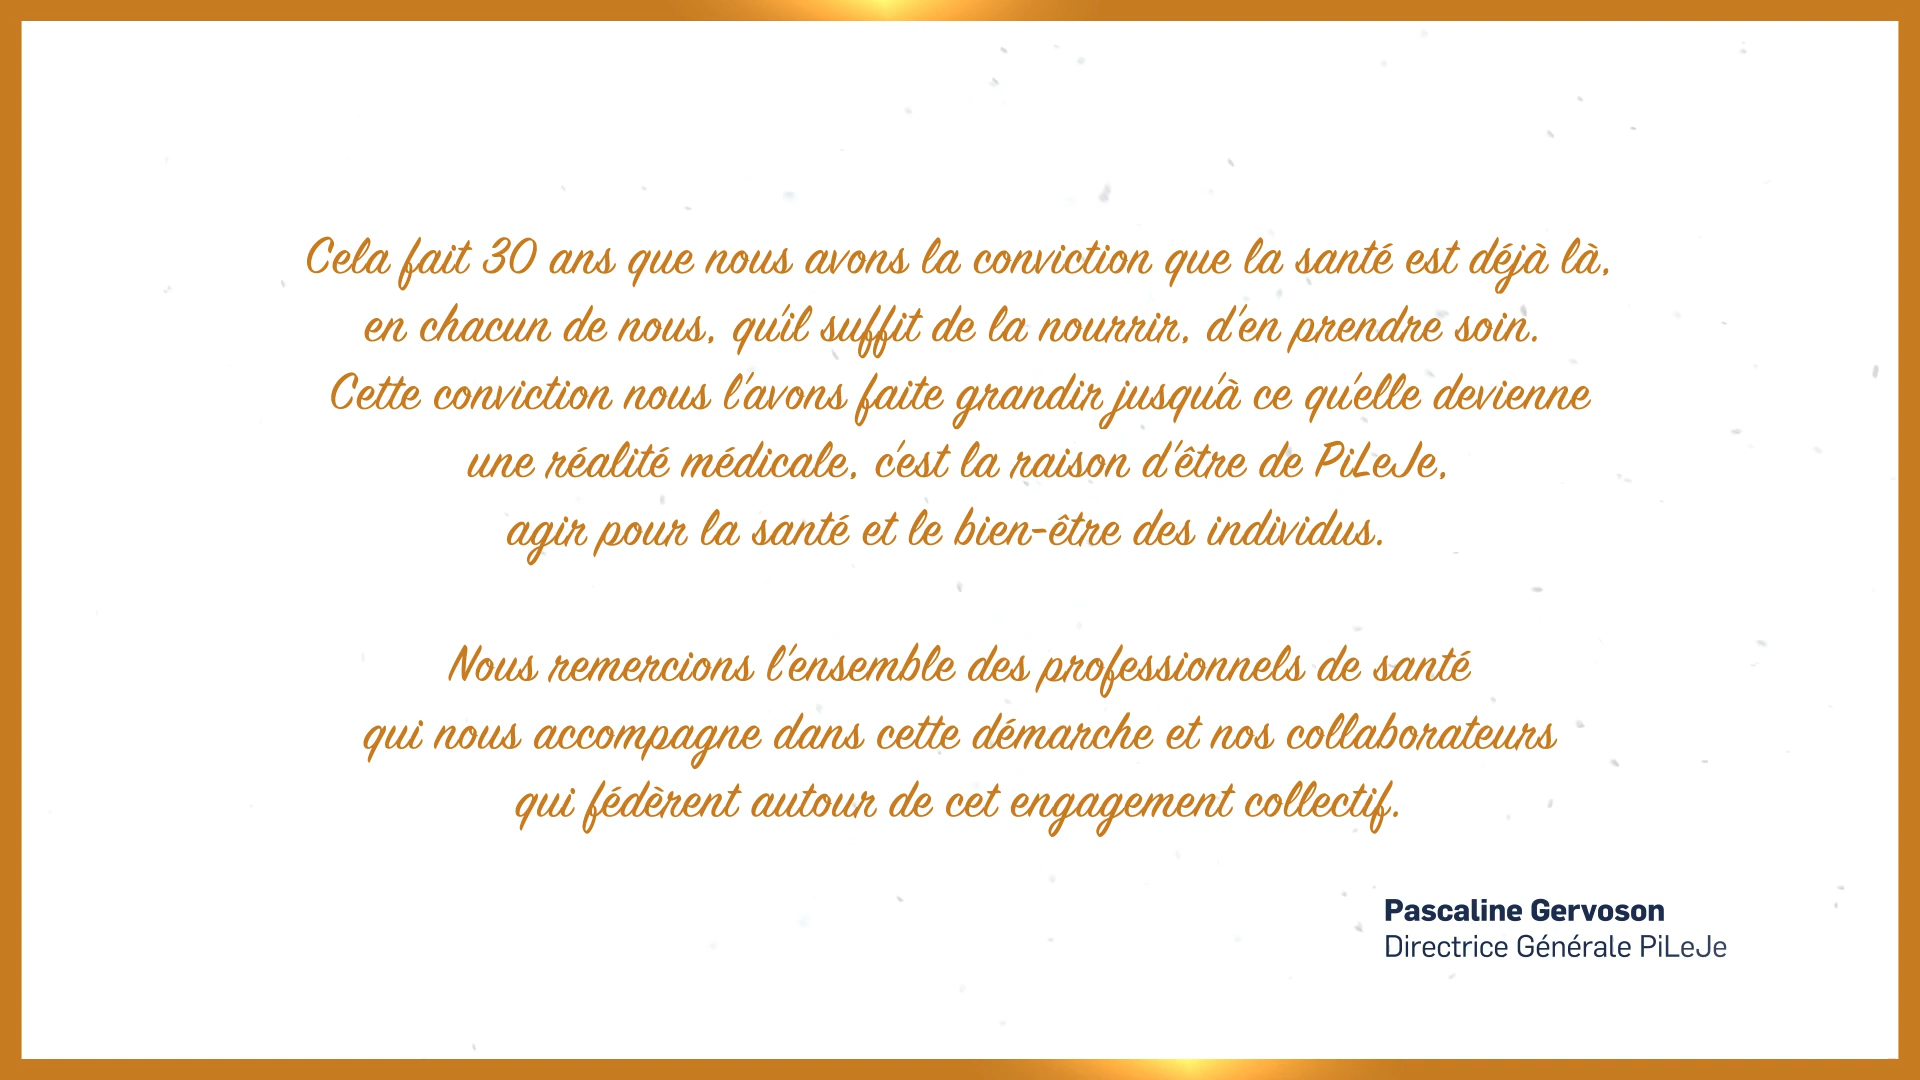 Cela fait 30 ans que nous avons la conviction que la santé est déjà là,
en chacun de nous, qu'il suffit de la nourrir, d'en prendre soin.
Cette conviction nous l'avons faite grandir jusqu'à ce qu'elle devienne
une réalité médicale, c'est la raison d'être de PiLeJe,
agir pour la santé et le bien-être des individus.
Nous remercions l'ensemble des professionnels de santé
qui nous accompagne dans cette démarche et nos collaborateurs
qui fédèrent autour de cet engagement collectif.
Pascaline Gervoson
Directrice Générale PiLeJe